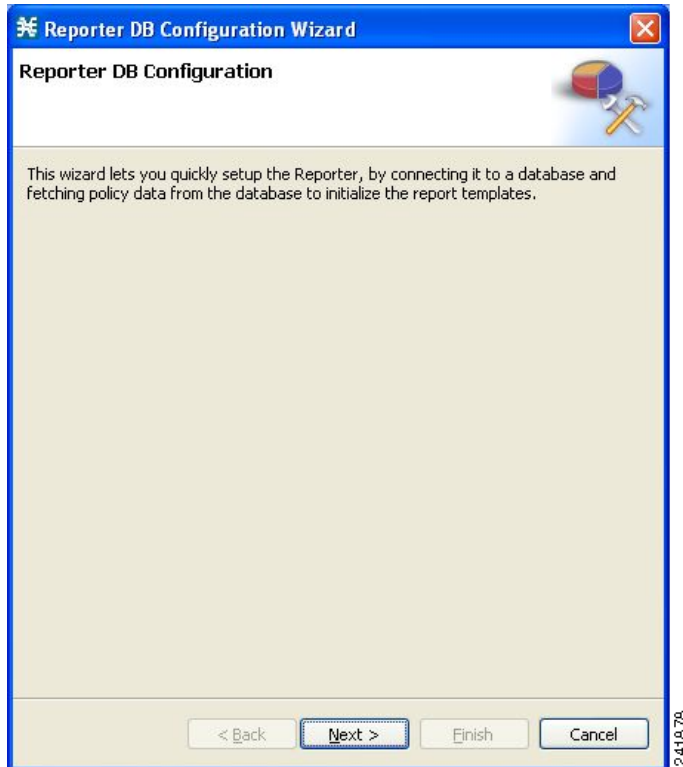 Reporter DB Configuration Wizard
Reporter DB Configuration
This wizard lets you quickly setup the Reporter, by connecting it to a database and
fetching policy data from the database to initialize the report templates.
< Back Next > Finish Cancel
241878